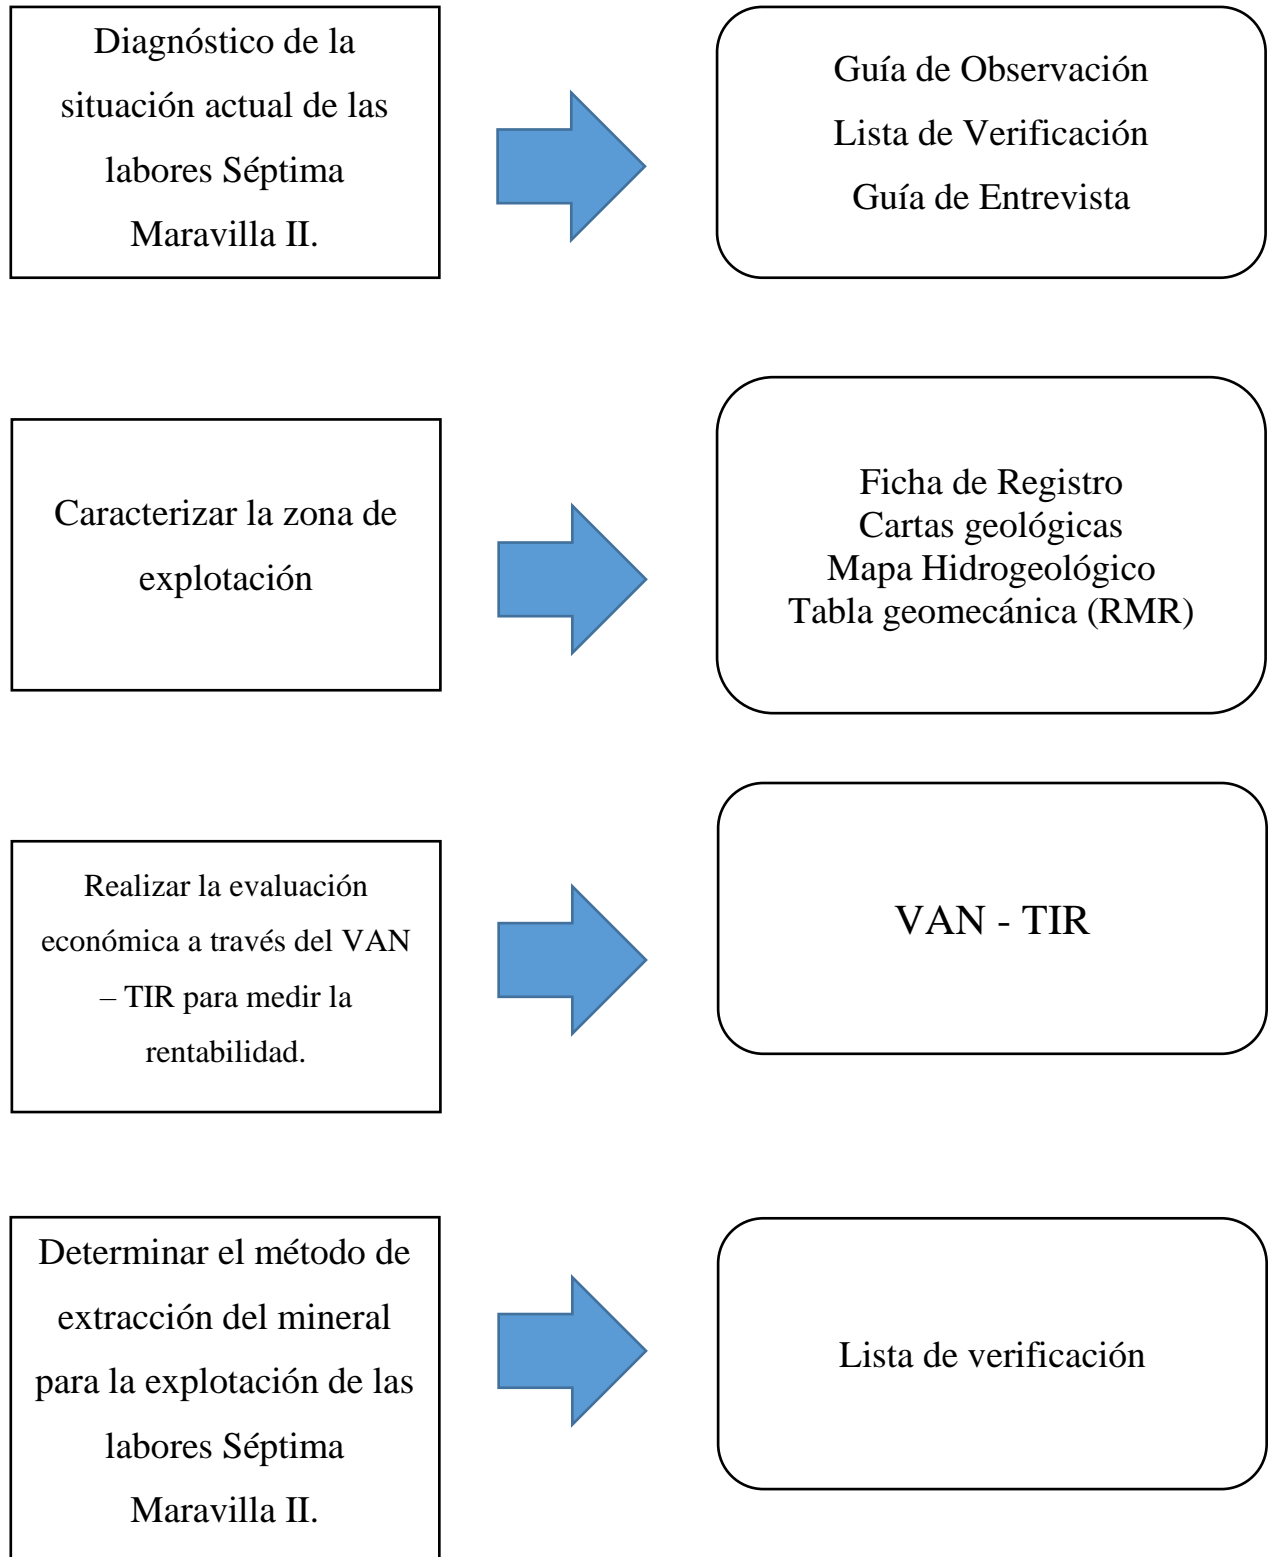 Diagnóstico de la
situación actual de las
labores Séptima
Maravilla II.
Guía de Observación
Lista de Verificación
Guía de Entrevista
Caracterizar la zona de
explotación
Ficha de Registro
Cartas geológicas
Mapa Hidrogeológico
Tabla geomecánica (RMR)
Realizar la evaluación
económica a través del VAN
– TIR para medir la
rentabilidad.
VAN - TIR
Determinar el método de
extracción del mineral
para la explotación de las
labores Séptima
Maravilla II.
Lista de verificación